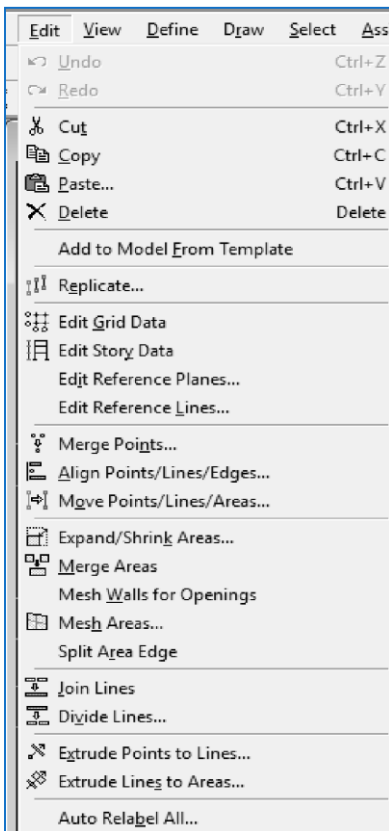 Edit View Define Draw Select Ass
Undo Ctrl+Z
Redo Ctrl+Y
Cut Ctrl+X
Copy Ctrl+C
Paste... Ctrl+V
Delete Delete
Add to Model From Template
Replicate...
Edit Grid Data
Edit Story Data
Edit Reference Planes...
Edit Reference Lines...
Merge Points...
Align Points/Lines/Edges...
Move Points/Lines/Areas...
Expand/Shrink Areas...
Merge Areas
Mesh Walls for Openings
Mesh Areas...
Split Area Edge
Join Lines
Divide Lines...
Extrude Points to Lines...
Extrude Lines to Areas...
Auto Relabel All...